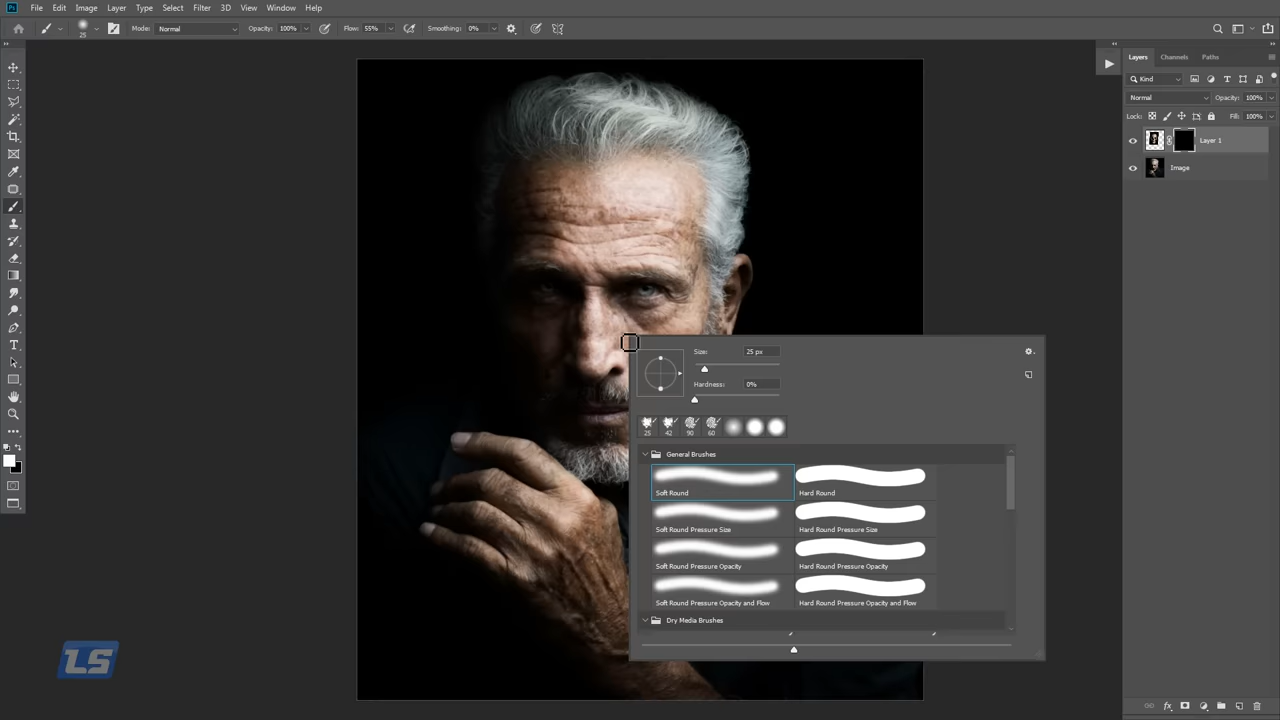 Ps File Edit Image Layer Type Select Filter 3D View Window Help
25 Mode: Normal Opacity: 100% Flow: 55% Smoothing: 0%
Layers Channels Paths
Kind
Normal Opacity: 100%
Lock: Fill: 100%
Layer 1
Image
Size: 25 px
Hardness: 0%
25 42 90 60
General Brushes
Soft Round Hard Round
Soft Round Pressure Size Hard Round Pressure Size
Soft Round Pressure Opacity Hard Round Pressure Opacity
Soft Round Pressure Opacity and Flow Hard Round Pressure Opacity and Flow
Dry Media Brushes
LS